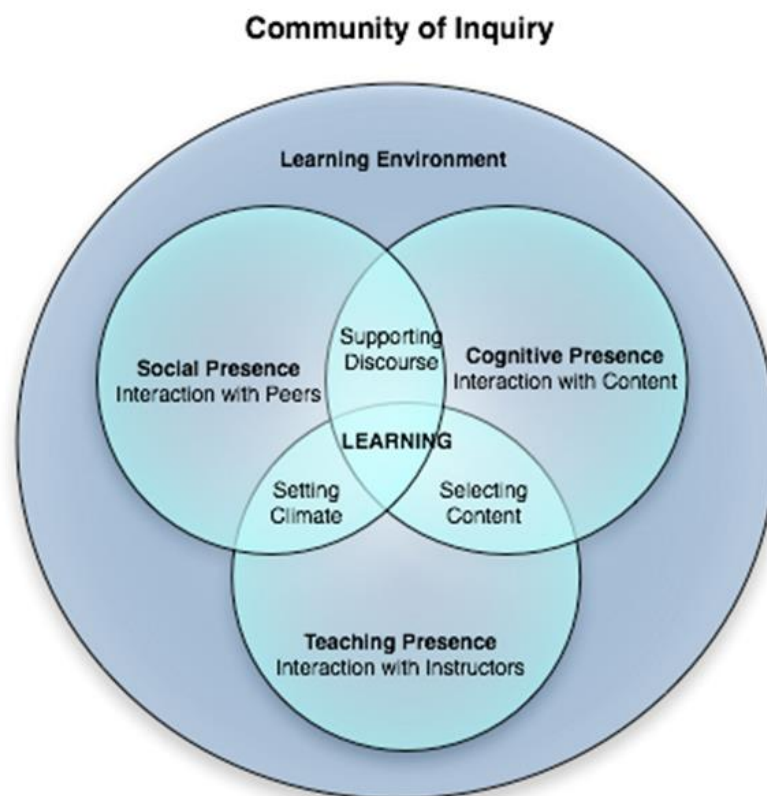 Community of Inquiry
Learning Environment
Supporting
Discourse
Social Presence
Interaction with Peers
Cognitive Presence
Interaction with Content
LEARNING
Setting
Climate
Selecting
Content
Teaching Presence
Interaction with Instructors